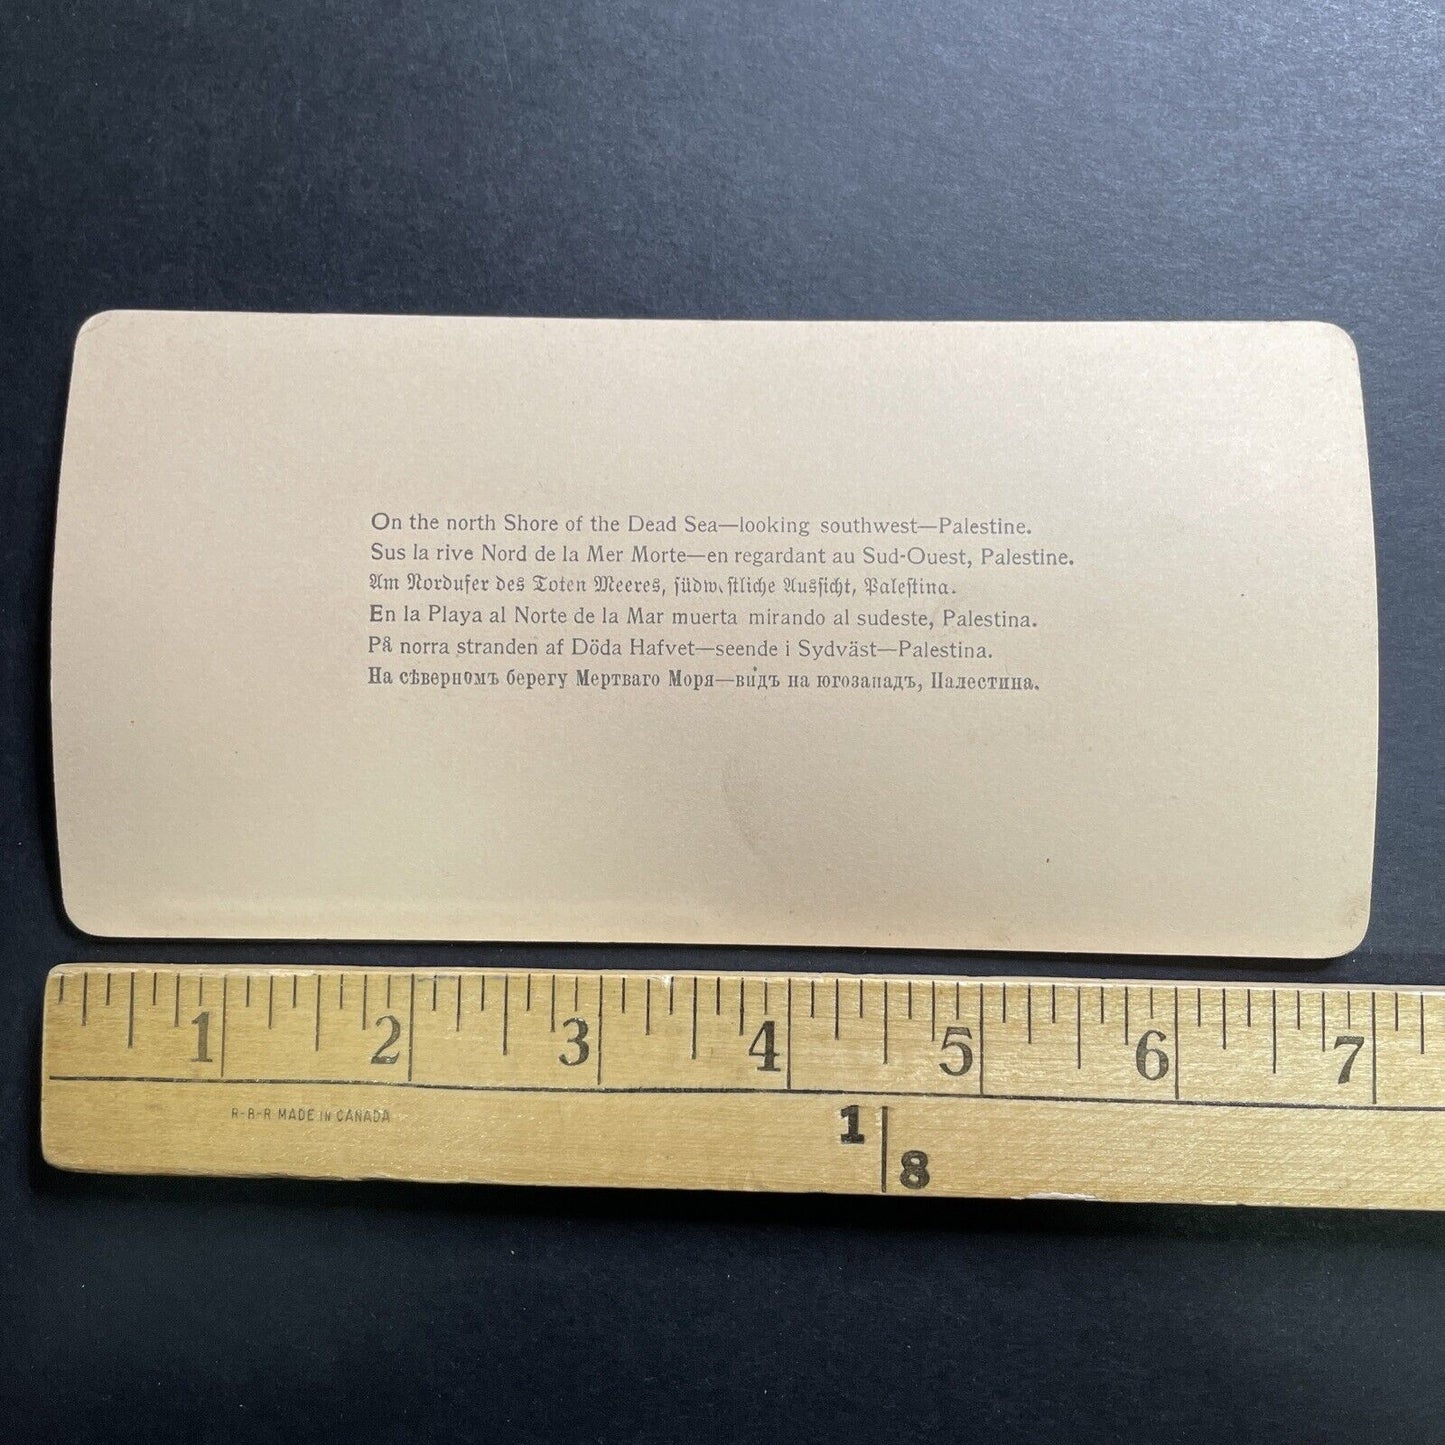 On the north Shore of the Dead Sea—looking southwest—Palestine.
Sus la rive Nord de la Mer Morte—en regardant au Sud-Ouest, Palestine.
Am Nordufer des Toten Meeres, südw.stliche Aussicht, Palestina.
En la Playa al Norte de la Mar muerta mirando al sudeste, Palestina.
På norra stranden af Döda Hafvet—seende i Sydväst—Palestina.
На сѣверномъ берегу Мертваго Моря—видъ на югозападъ, Палестина.
1 2 3 4 5 6 7
R-B-R MADE IN CANADA
1
8